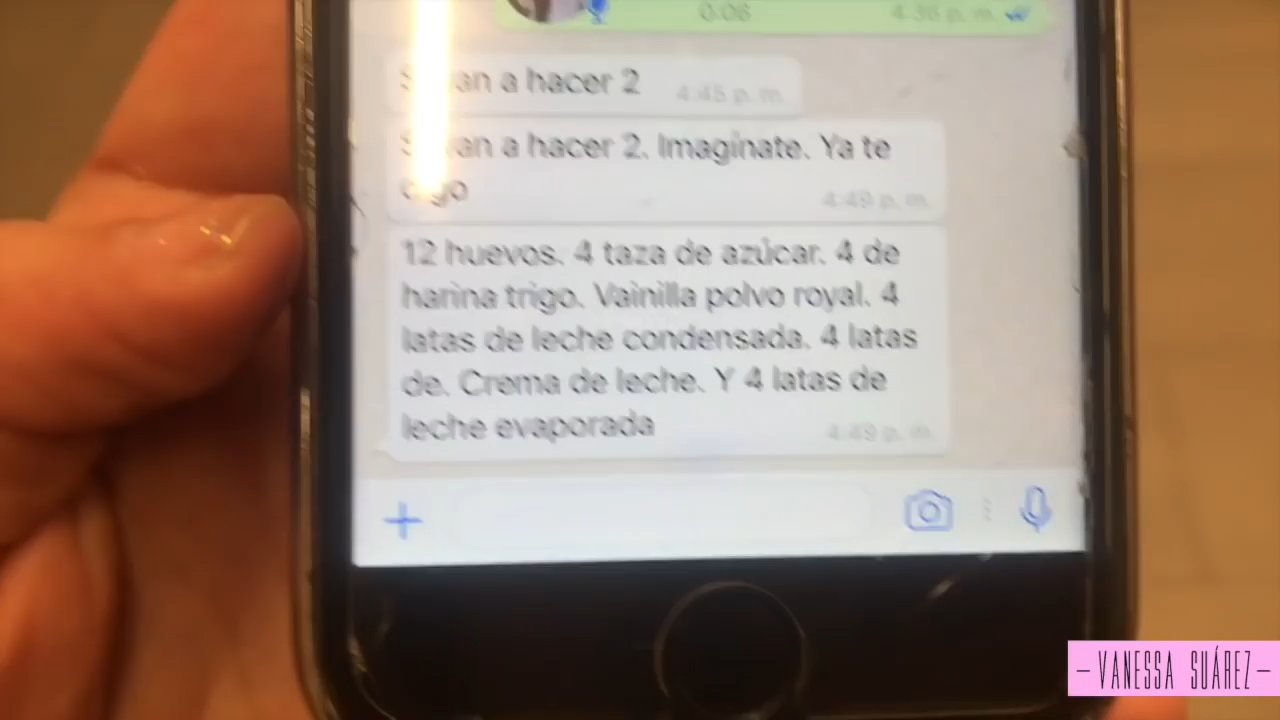 0:06 4:36 p. m.
van a hacer 2 4:45 p. m.
van a hacer 2. Imagínate. Ya te
4:49 p. m.
12 huevos. 4 taza de azúcar. 4 de
harina trigo. Vainilla polvo royal. 4
latas de leche condensada. 4 latas
de. Crema de leche. Y 4 latas de
leche evaporada 4:49 p. m.
-VANESSA SUÁREZ-